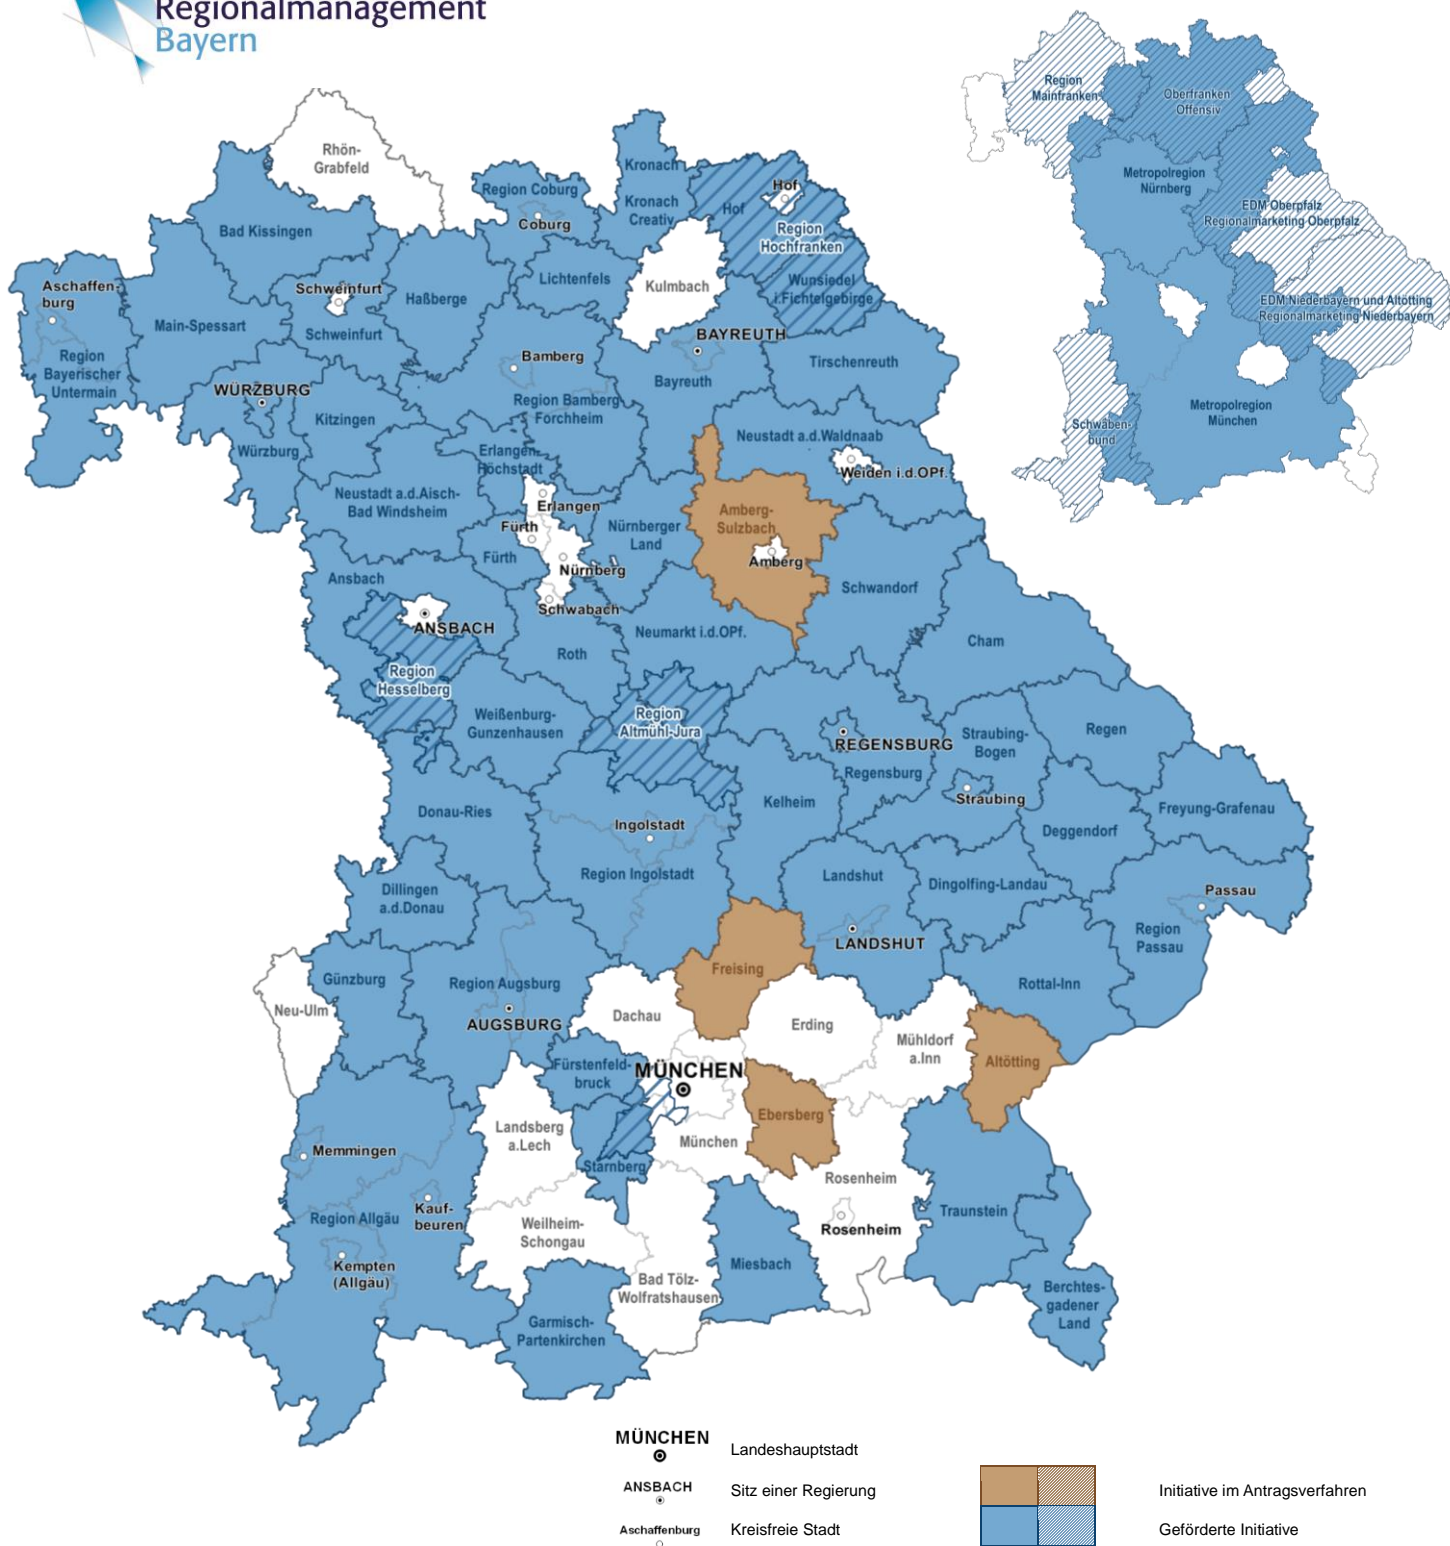 Regionalmanagement
Bayern
Region
Mainfranken
Oberfranken
Offensiv
Metropolregion
Nürnberg
EDM Oberpfalz
Regionalmarketing Oberpfalz
EDM Niederbayern und Altötting
Regionalmarketing Niederbayern
Schwaben-
bund
Metropolregion
München
Rhön-
Grabfeld
Kronach
Kronach
Creativ
Region Coburg
Coburg
Hof
Hof
Region
Hochfranken
Bad Kissingen
Lichtenfels
Kulmbach
Wunsiedel
i.Fichtelgebirge
Aschaffen-
burg
Schweinfurt
Haßberge
Main-Spessart
Schweinfurt
BAYREUTH
Region
Bayerischer
Untermain
Bamberg
Bayreuth
Tirschenreuth
WÜRZBURG
Kitzingen
Region Bamberg
Forchheim
Würzburg
Erlangen-
Höchstadt
Neustadt a.d.Waldnaab
Weiden i.d.OPf.
Neustadt a.d.Aisch-
Bad Windsheim
Erlangen
Fürth
Fürth
Nürnberg
Nürnberger
Land
Amberg-
Sulzbach
Amberg
Schwabach
Schwandorf
Ansbach
ANSBACH
Neumarkt i.d.OPf.
Cham
Roth
Region
Hesselberg
Weißenburg-
Gunzenhausen
Region
Altmühl-Jura
REGENSBURG
Regensburg
Straubing-
Bogen
Straubing
Regen
Donau-Ries
Ingolstadt
Kelheim
Deggendorf
Freyung-Grafenau
Region Ingolstadt
Landshut
Dingolfing-Landau
Dillingen
a.d.Donau
LANDSHUT
Passau
Region
Passau
Freising
Günzburg
Region Augsburg
AUGSBURG
Rottal-Inn
Neu-Ulm
Dachau
Erding
Mühldorf
a.Inn
Altötting
Fürstenfeld-
bruck
MÜNCHEN
Ebersberg
Landsberg
a.Lech
München
Memmingen
Starnberg
Rosenheim
Rosenheim
Kauf-
beuren
Region Allgäu
Weilheim-
Schongau
Traunstein
Kempten
(Allgäu)
Miesbach
Bad Tölz-
Wolfratshausen
Garmisch-
Partenkirchen
Berchtes-
gadener
Land
MÜNCHEN
Landeshauptstadt
ANSBACH
Sitz einer Regierung
Initiative im Antragsverfahren
Aschaffenburg
Kreisfreie Stadt
Geförderte Initiative